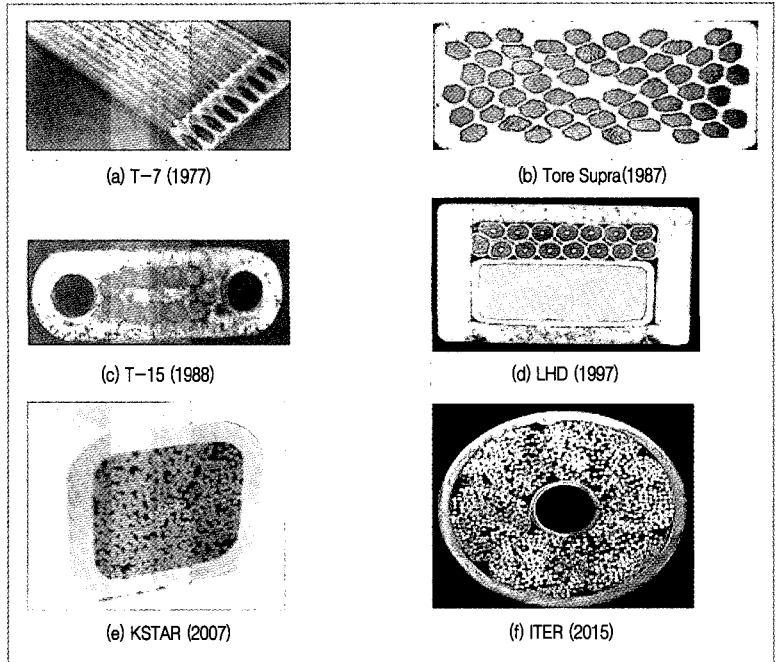 (a) T-7 (1977)
(b) Tore Supra(1987)
(c) T-15 (1988)
(d) LHD (1997)
(e) KSTAR (2007)
(f) ITER (2015)